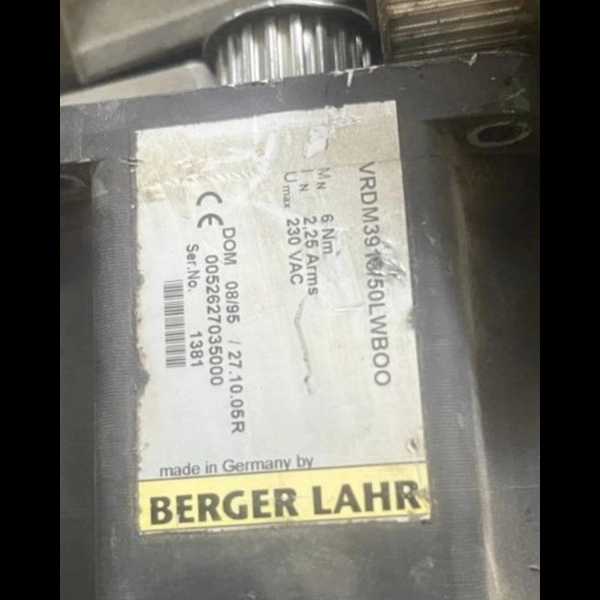 VRDM3913/50LWBOO
MN 6 Nm
IN 2,25 Arms
Umax 230 VAC
CE DOM 08/95 / 27.10.05R
0052627035000
Ser.No. 1381
made in Germany by
BERGER LAHR